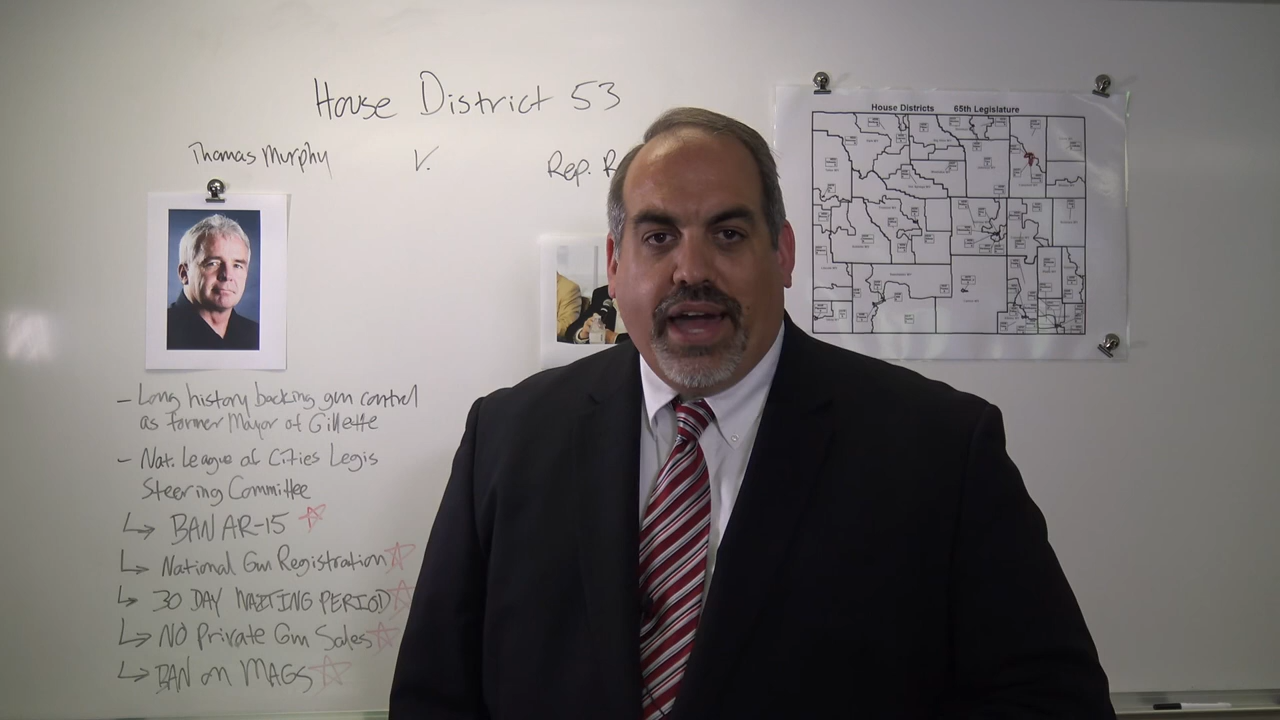 House District 53
House Districts 65th Legislature
Thomas Murphy V. Rep. R
- Long history backing gun control
as former Mayor of Gillette
- Nat. League of Cities Legis
Steering Committee
↳ BAN AR-15 ☆
↳ National Gun Registration ☆
↳ 30 DAY WAITING PERIOD ☆
↳ NO Private Gun Sales ☆
↳ BAN on MAGS ☆